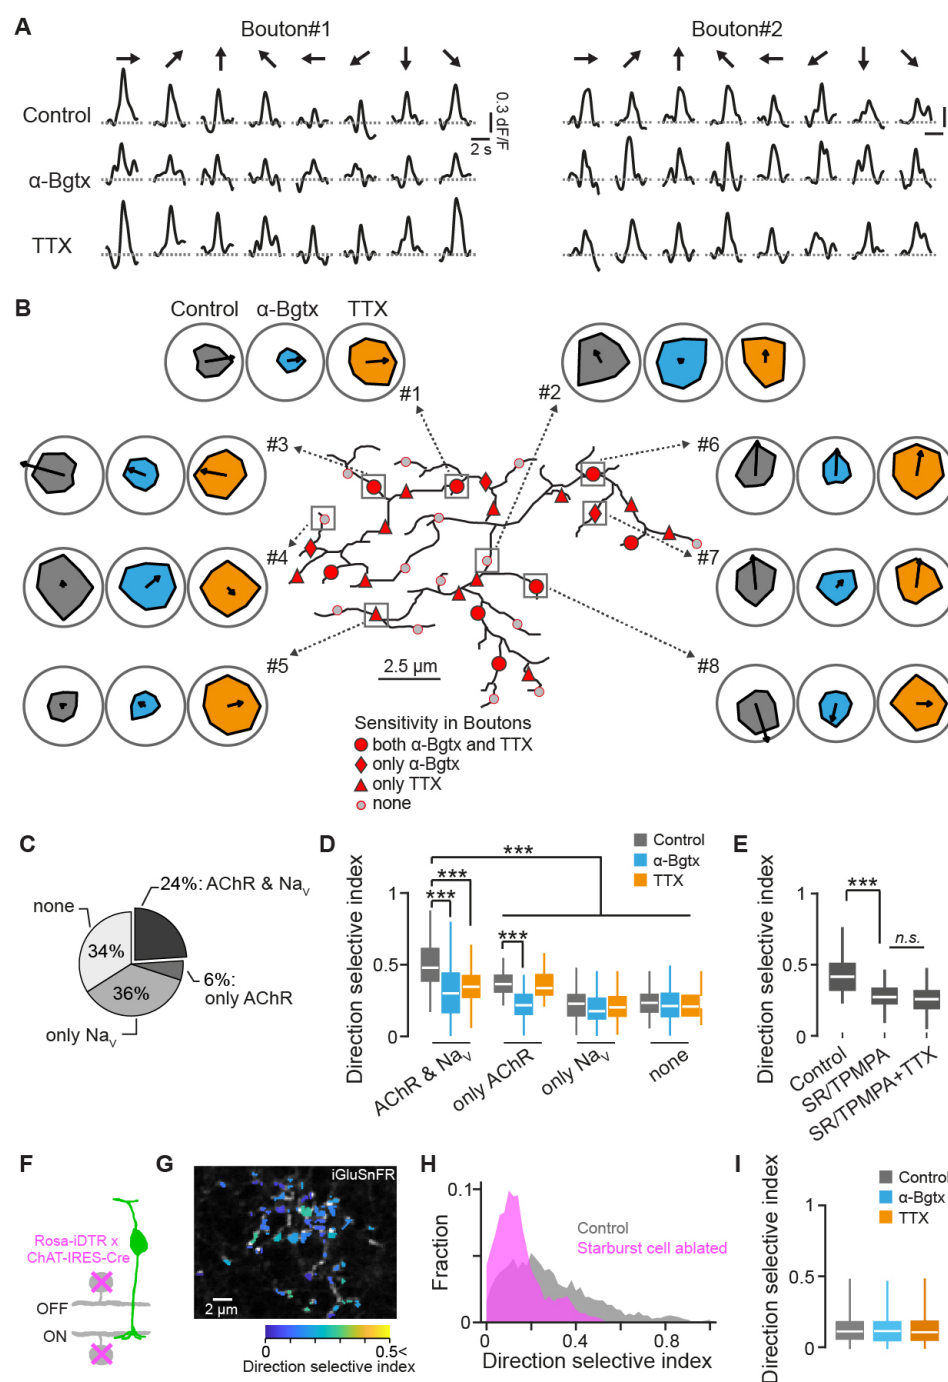 A
Bouton#1
Bouton#2
Control
0.3 dF/F
2 s
α-Bgtx
TTX
B
Control α-Bgtx TTX
#1
#2
#3
#6
#4
#7
#5
#8
2.5 μm
Sensitivity in Boutons
both α-Bgtx and TTX
only α-Bgtx
only TTX
none
C
24%: AChR & NaV
none
34%
6%:
only AChR
36%
only NaV
D
Control
α-Bgtx
TTX
***
***
***
***
Direction selective index
1
0.5
0
AChR & NaV
only AChR
only NaV
none
E
***
n.s.
Direction selective index
1
0.5
0
Control
SR/TPMPA
SR/TPMPA+TTX
F
Rosa-iDTR x
ChAT-IRES-Cre
OFF
ON
G
iGluSnFR
2 μm
0 0.5<
Direction selective index
H
0.1
Control
Starburst cell ablated
Fraction
0
0 0.4 0.8
Direction selective index
I
Control
α-Bgtx
TTX
Direction selective index
1
0.5
0